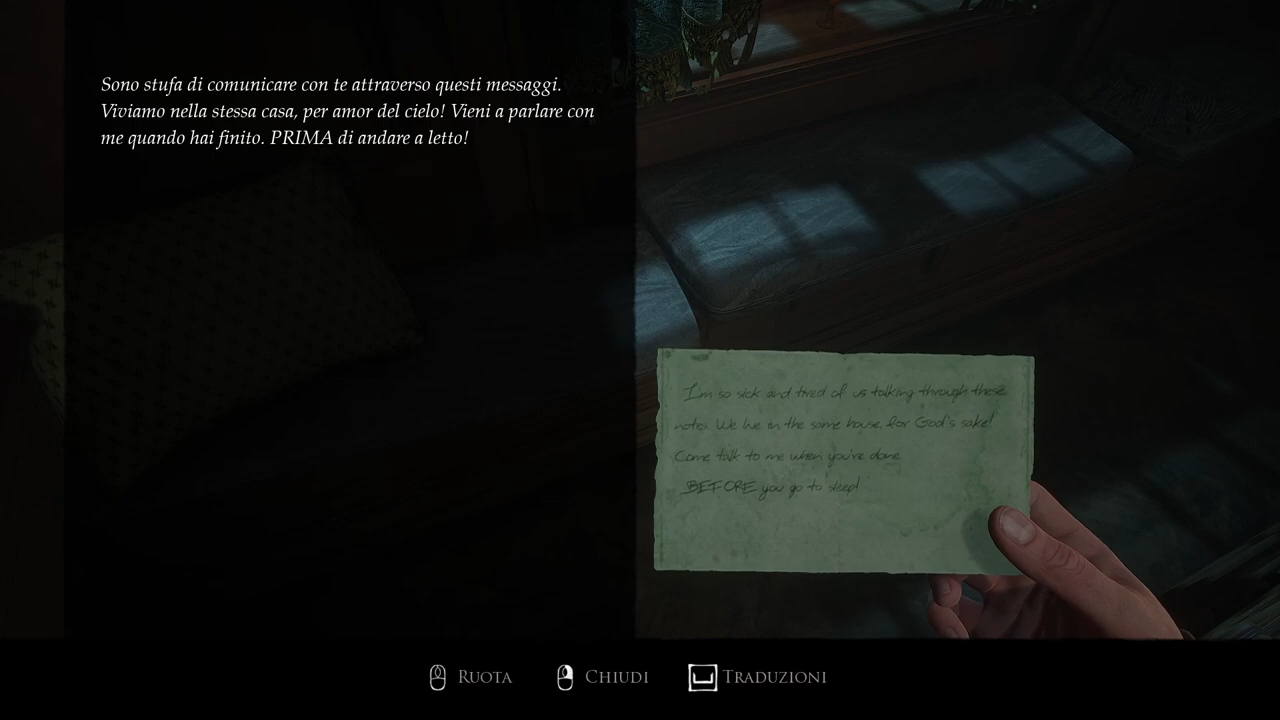 Sono stufa di comunicare con te attraverso questi messaggi.
Viviamo nella stessa casa, per amor del cielo! Vieni a parlare con
me quando hai finito. PRIMA di andare a letto!
I'm so sick and tired of us talking through these
notes. We live in the same house, for God's sake!
Come talk to me when you're done
BEFORE you go to sleep!
Ruota
Chiudi
Traduzioni